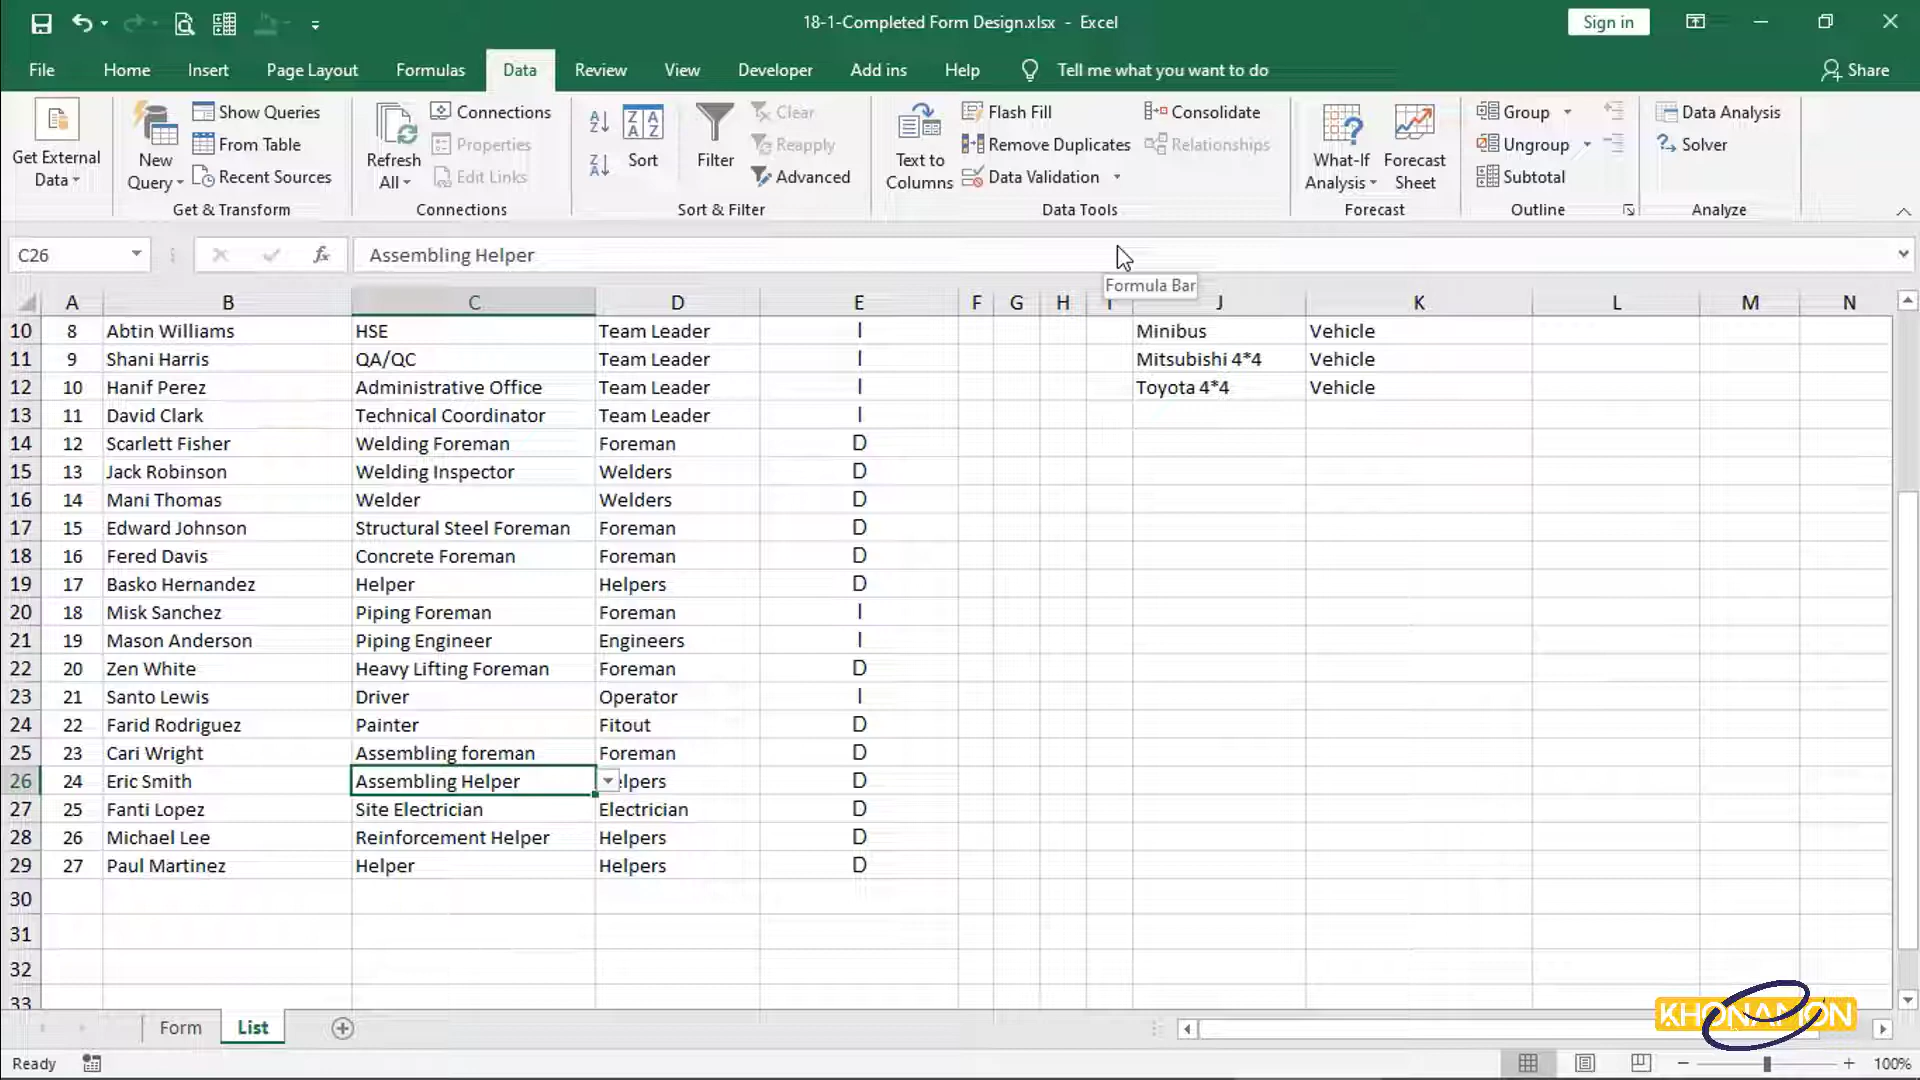 18-1-Completed Form Design.xlsx - Excel
Sign in
File Home Insert Page Layout Formulas Data Review View Developer Add ins Help Tell me what you want to do Share
Get External Data
New Query
Show Queries
From Table
Recent Sources
Get & Transform
Refresh All
Connections
Properties
Edit Links
Connections
Sort
Filter
Clear
Reapply
Advanced
Sort & Filter
Text to Columns
Flash Fill
Remove Duplicates
Data Validation
Consolidate
Relationships
Data Tools
What-If Analysis
Forecast Sheet
Forecast
Group
Ungroup
Subtotal
Outline
Data Analysis
Solver
Analyze
C26 fx Assembling Helper
Formula Bar
A B C D E F G H I J K L M N
10 8 Abtin Williams HSE Team Leader I Minibus Vehicle
11 9 Shani Harris QA/QC Team Leader I Mitsubishi 4*4 Vehicle
12 10 Hanif Perez Administrative Office Team Leader I Toyota 4*4 Vehicle
13 11 David Clark Technical Coordinator Team Leader I
14 12 Scarlett Fisher Welding Foreman Foreman D
15 13 Jack Robinson Welding Inspector Welders D
16 14 Mani Thomas Welder Welders D
17 15 Edward Johnson Structural Steel Foreman Foreman D
18 16 Fered Davis Concrete Foreman Foreman D
19 17 Basko Hernandez Helper Helpers D
20 18 Misk Sanchez Piping Foreman Foreman I
21 19 Mason Anderson Piping Engineer Engineers I
22 20 Zen White Heavy Lifting Foreman Foreman D
23 21 Santo Lewis Driver Operator I
24 22 Farid Rodriguez Painter Fitout D
25 23 Cari Wright Assembling foreman Foreman D
26 24 Eric Smith Assembling Helper elpers D
27 25 Fanti Lopez Site Electrician Electrician D
28 26 Michael Lee Reinforcement Helper Helpers D
29 27 Paul Martinez Helper Helpers D
30
31
32
33
Form List
KHONAMON
Ready 100%